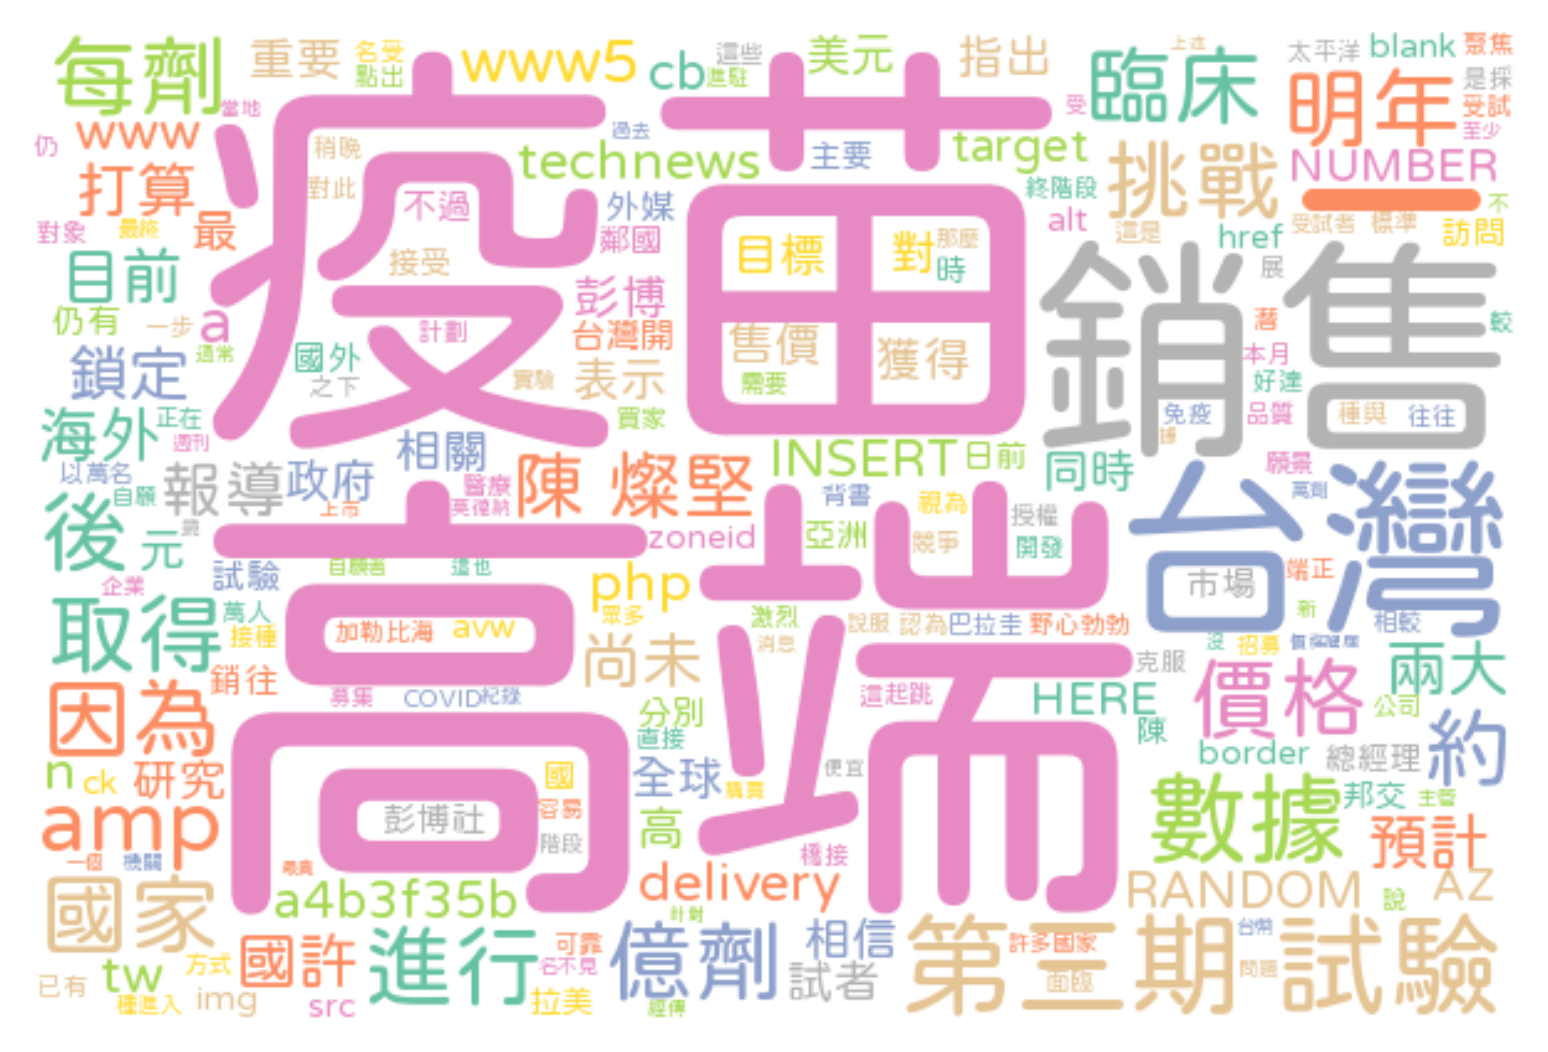 每劑
重要
名受
點出
www5
cb
這些
進駐
美元
指出
上述
臨床
太平洋
blank
聚焦
當地
www
仍
打算
稍晚
對此
過去
technews
主要
target
受
明年
是採
受試
至少
疫苗
挑戰
NUMBER
一
對象
最終
最
不過
外媒
鄰國
目標
對
那麼
時
終階段
alt
這是
href
受試者
標準
不
訪問
目前
接受
彭博
展
銷售
仍有
一步
a
通常
計劃
台灣開
售價
獲得
需要
潛
較
本月
鎖定
國外
之下
實驗
表示
好達
海外
正在
週刊
買家
免疫
品質
種與
往往
據
以萬名
報導
政府
相關
陳 燦堅
INSERT
日前
同時
願景
萬劑
台灣
後
自願
元
上市
醫療
莫德納
背書
視為
授權
高端
zoneid
亞洲
競爭
開發
企業
試驗
自願者
這也
php
眾多
市場
端正
新
取得
萬人
接種
加勒比海
avw
尚未
激烈
消息
說服
認為
巴拉圭
野心勃勃
克服
沒
招募
相較
兩大
銷往
因為
募集
COVID
紀錄
分別
直接
這起跳
HERE
陳
價格
公司
約
n
ck
研究
國
全球
購買
便宜
border
總經理
邦交
主管
amp
彭博社
容易
階段
高
橋接
數據
預計
一個
機關
最貴
國家
a4b3f35b
delivery
針對
RANDOM
說
AZ
國許
進行
可靠
名不見
億劑
相信
試者
第三期試驗
許多國家
面臨
台幣
問題
已有
tw
方式
種進入
img
src
拉美
經傳